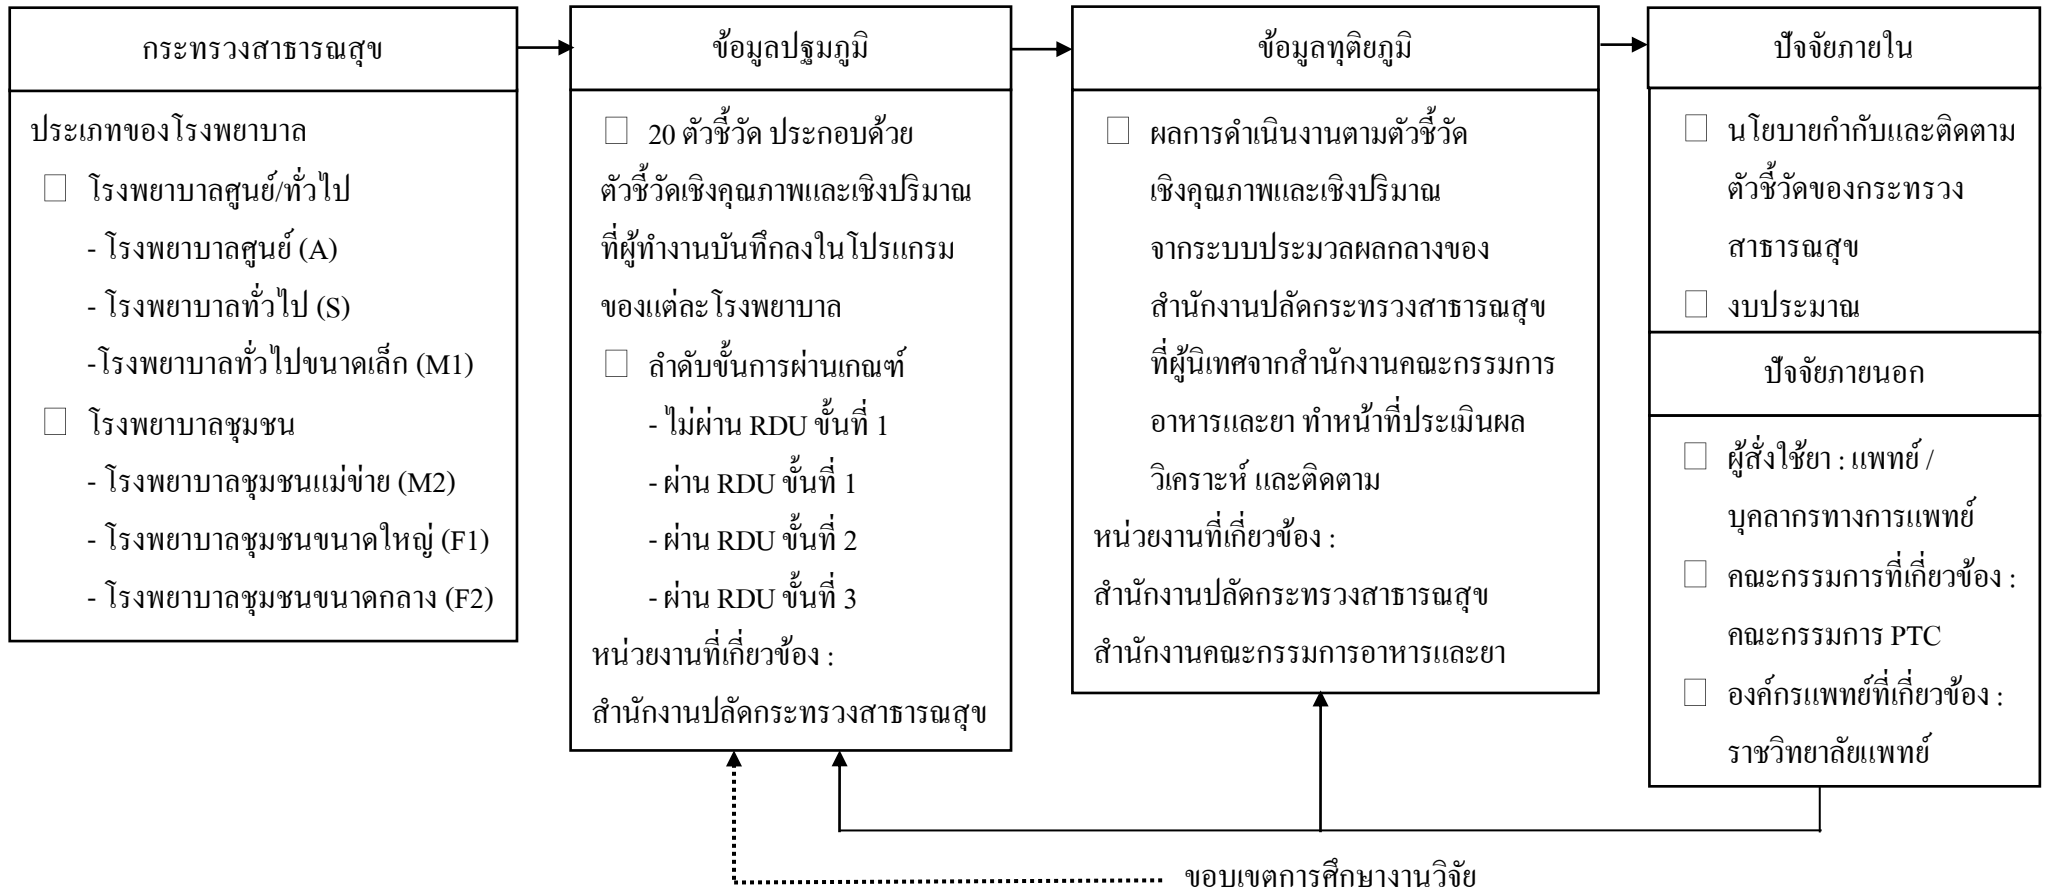 กระทรวงสาธารณสุข
ประเภทของโรงพยาบาล
โรงพยาบาลศูนย์/ทั่วไป
- โรงพยาบาลศูนย์ (A)
- โรงพยาบาลทั่วไป (S)
-โรงพยาบาลทั่วไปขนาดเล็ก (M1)
โรงพยาบาลชุมชน
- โรงพยาบาลชุมชนแม่ข่าย (M2)
- โรงพยาบาลชุมชนขนาดใหญ่ (F1)
- โรงพยาบาลชุมชนขนาดกลาง (F2)
ข้อมูลปฐมภูมิ
20 ตัวชี้วัด ประกอบด้วย
ตัวชี้วัดเชิงคุณภาพและเชิงปริมาณ
ที่ผู้ทำงานบันทึกลงในโปรแกรม
ของแต่ละโรงพยาบาล
ลำดับขั้นการผ่านเกณฑ์
- ไม่ผ่าน RDU ขั้นที่ 1
- ผ่าน RDU ขั้นที่ 1
- ผ่าน RDU ขั้นที่ 2
- ผ่าน RDU ขั้นที่ 3
หน่วยงานที่เกี่ยวข้อง :
สำนักงานปลัดกระทรวงสาธารณสุข
ข้อมูลทุติยภูมิ
ผลการดำเนินงานตามตัวชี้วัด
เชิงคุณภาพและเชิงปริมาณ
จากระบบประมวลผลกลางของ
สำนักงานปลัดกระทรวงสาธารณสุข
ที่ผู้นิเทศจากสำนักงานคณะกรรมการ
อาหารและยา ทำหน้าที่ประเมินผล
วิเคราะห์ และติดตาม
หน่วยงานที่เกี่ยวข้อง :
สำนักงานปลัดกระทรวงสาธารณสุข
สำนักงานคณะกรรมการอาหารและยา
ปัจจัยภายใน
นโยบายกำกับและติดตาม
ตัวชี้วัดของกระทรวง
สาธารณสุข
งบประมาณ
ปัจจัยภายนอก
ผู้สั่งใช้ยา : แพทย์ /
บุคลากรทางการแพทย์
คณะกรรมการที่เกี่ยวข้อง :
คณะกรรมการ PTC
องค์กรแพทย์ที่เกี่ยวข้อง :
ราชวิทยาลัยแพทย์
ขอบเขตการศึกษางานวิจัย